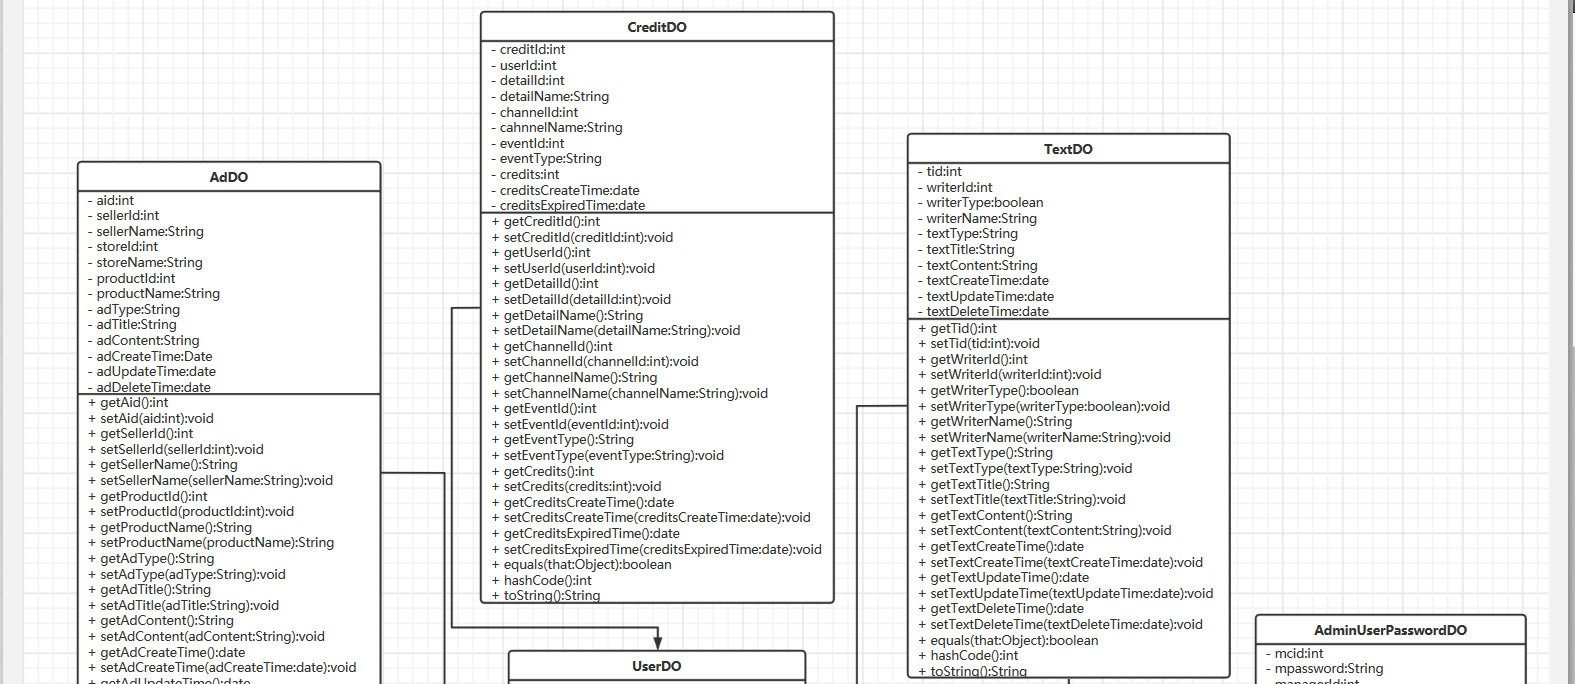 CreditDO
- creditId:int
- userId:int
- detailId:int
- detailName:String
- channelId:int
- cahnnelName:String
- eventId:int
- eventType:String
- credits:int
- creditsCreateTime:date
- creditsExpiredTime:date
+ getCreditId():int
+ setCreditId(creditId:int):void
+ getUserId():int
+ setUserId(userId:int):void
+ getDetailId():int
+ setDetailId(detailId:int):void
+ getDetailName():String
+ setDetailName(detailName:String):void
+ getChannelId():int
+ setChannelId(channelId:int):void
+ getChannelName():String
+ setChannelName(channelName:String):void
+ getEventId():int
+ setEventId(eventId:int):void
+ getEventType():String
+ setEventType(eventType:String):void
+ getCredits():int
+ setCredits(credits:int):void
+ getCreditsCreateTime():date
+ setCreditsCreateTime(creditsCreateTime:date):void
+ getCreditsExpiredTime():date
+ setCreditsExpiredTime(creditsExpiredTime:date):void
+ equals(that:Object):boolean
+ hashCode():int
+ toString():String
TextDO
- tid:int
- writerId:int
- writerType:boolean
- writerName:String
- textType:String
- textTitle:String
- textContent:String
- textCreateTime:date
- textUpdateTime:date
- textDeleteTime:date
+ getTid():int
+ setTid(tid:int):void
+ getWriterId():int
+ setWriterId(writerId:int):void
+ getWriterType():boolean
+ setWriterType(writerType:boolean):void
+ getWriterName():String
+ setWriterName(writerName:String):void
+ getTextType():String
+ setTextType(textType:String):void
+ getTextTitle():String
+ setTextTitle(textTitle:String):void
+ getTextContent():String
+ setTextContent(textContent:String):void
+ getTextCreateTime():date
+ setTextCreateTime(textCreateTime:date):void
+ getTextUpdateTime():date
+ setTextUpdateTime(textUpdateTime:date):void
+ getTextDeleteTime():date
+ setTextDeleteTime(textDeleteTime:date):void
+ equals(that:Object):boolean
+ hashCode():int
+ toString():String
AdDO
- aid:int
- sellerId:int
- sellerName:String
- storeId:int
- storeName:String
- productId:int
- productName:String
- adType:String
- adTitle:String
- adContent:String
- adCreateTime:Date
- adUpdateTime:date
- adDeleteTime:date
+ getAid():int
+ setAid(aid:int):void
+ getSellerId():int
+ setSellerId(sellerId:int):void
+ getSellerName():String
+ setSellerName(sellerName:String):void
+ getProductId():int
+ setProductId(productId:int):void
+ getProductName():String
+ setProductName(productName):String
+ getAdType():String
+ setAdType(adType:String):void
+ getAdTitle():String
+ setAdTitle(adTitle:String):void
+ getAdContent():String
+ setAdContent(adContent:String):void
+ getAdCreateTime():date
+ setAdCreateTime(adCreateTime:date):void
+ getAdUpdateTime():date
UserDO
AdminUserPasswordDO
- mcid:int
- mpassword:String
- managerId:int